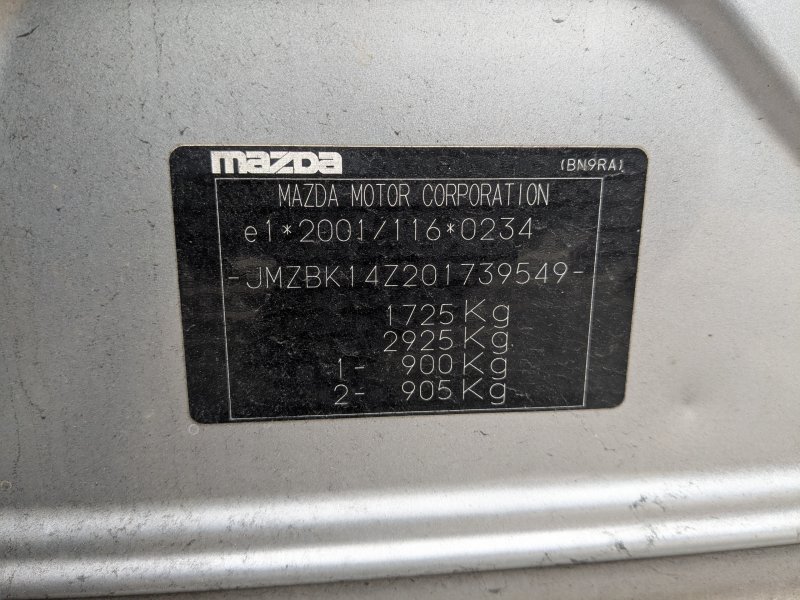 mazda (BN9RA)
MAZDA MOTOR CORPORATION
e1*2001/116*0234
-JMZBK14Z201739549-
1725 Kg
2925 Kg
1- 900 Kg
2- 905 Kg